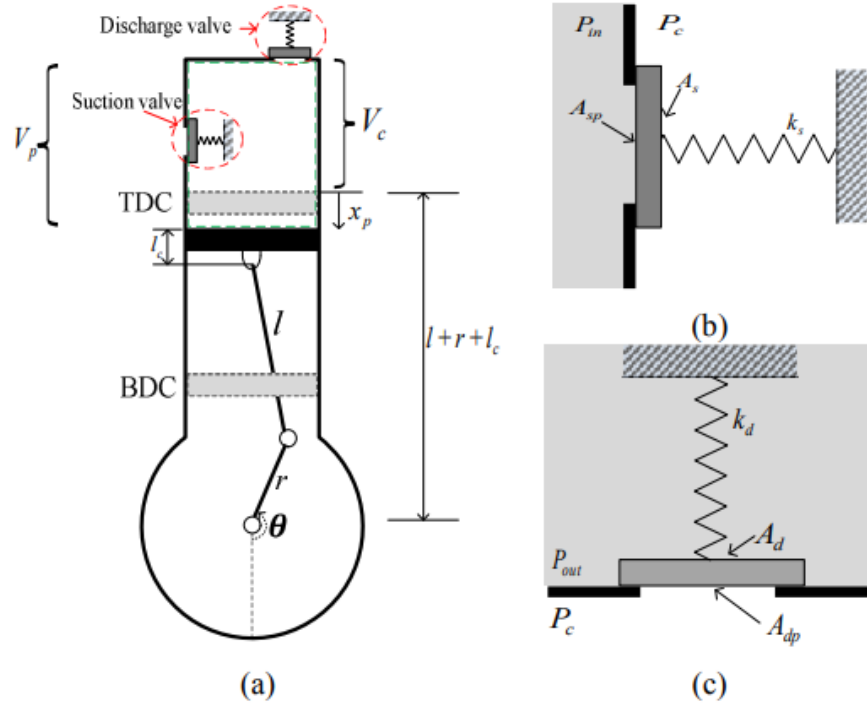 Discharge valve
Suction valve
V_p
V_c
TDC
x_p
l_c
l
l+r+l_c
BDC
r
θ
(a)
P_in
P_c
A_s
A_sp
k_s
(b)
k_d
A_d
P_out
P_c
A_dp
(c)